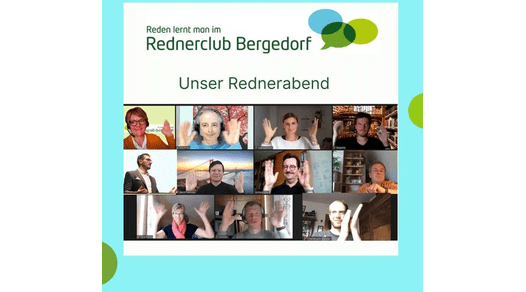 Reden lernt man im
Rednerclub Bergedorf
Unser Rednerabend